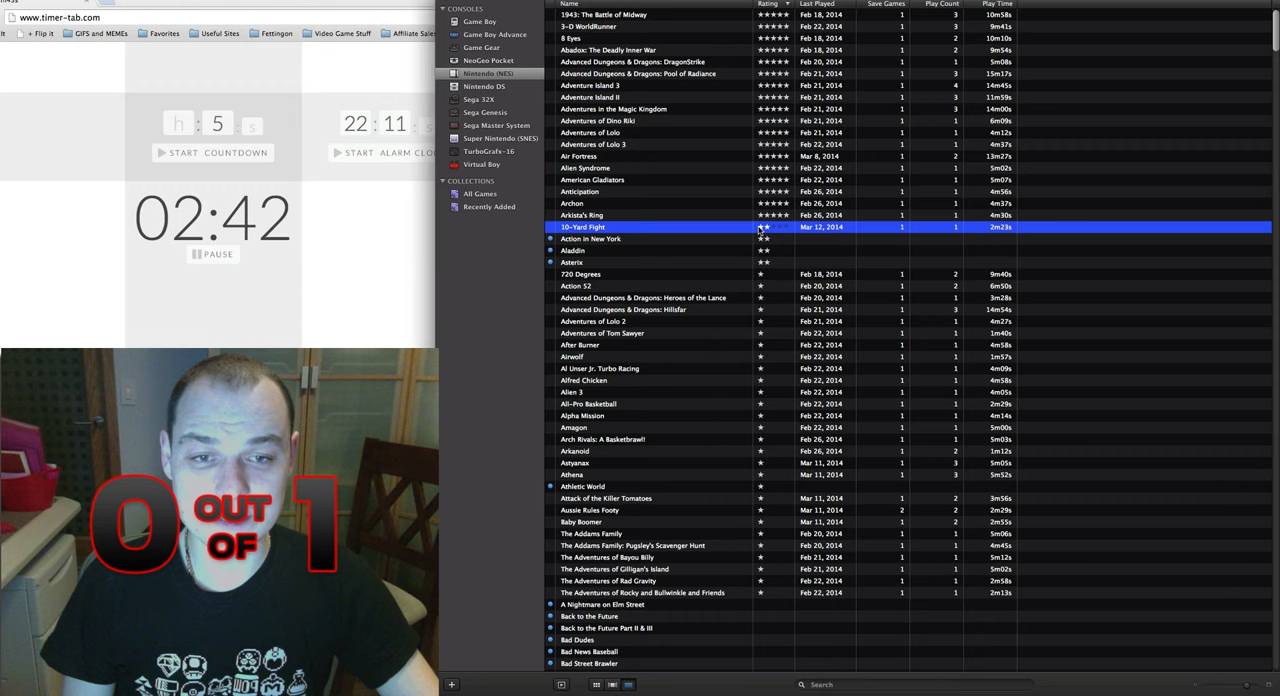 www.timer-tab.com
+ Flip it GIFS and MEMEs Favorites Useful Sites Fettington Video Game Stuff Affiliate Sales
h : 5 : s
START COUNTDOWN
22 : 11 : s
START ALARM CLO
02:42
PAUSE
0 OUT OF 1
CONSOLES
Game Boy
Game Boy Advance
Game Gear
NeoGeo Pocket
Nintendo (NES)
Nintendo DS
Sega 32X
Sega Genesis
Sega Master System
Super Nintendo (SNES)
TurboGrafx-16
Virtual Boy
COLLECTIONS
All Games
Recently Added
Name Rating Last Played Save Games Play Count Play Time
1943: The Battle of Midway ★★★★★ Feb 18, 2014 1 3 10m58s
3-D WorldRunner ★★★★★ Feb 18, 2014 1 3 9m41s
8 Eyes ★★★★★ Feb 18, 2014 1 2 10m10s
Abadox: The Deadly Inner War ★★★★★ Feb 18, 2014 1 2 9m54s
Advanced Dungeons & Dragons: DragonStrike ★★★★★ Feb 20, 2014 1 1 5m08s
Advanced Dungeons & Dragons: Pool of Radiance ★★★★★ Feb 21, 2014 1 3 15m17s
Adventure Island 3 ★★★★★ Feb 21, 2014 1 4 14m45s
Adventure Island II ★★★★★ Feb 21, 2014 1 3 11m59s
Adventures in the Magic Kingdom ★★★★★ Feb 21, 2014 1 3 14m00s
Adventures of Dino Riki ★★★★★ Feb 21, 2014 1 1 6m09s
Adventures of Lolo ★★★★★ Feb 21, 2014 1 1 4m12s
Adventures of Lolo 3 ★★★★★ Feb 22, 2014 1 1 4m37s
Air Fortress ★★★★★ Mar 8, 2014 1 2 13m27s
Alien Syndrome ★★★★★ Feb 22, 2014 1 1 5m02s
American Gladiators ★★★★★ Feb 22, 2014 1 1 5m07s
Anticipation ★★★★★ Feb 26, 2014 1 1 4m56s
Archon ★★★★★ Feb 26, 2014 1 1 4m37s
Arkista's Ring ★★★★★ Feb 26, 2014 1 1 4m30s
10-Yard Fight ★★ Mar 12, 2014 1 1 2m23s
Action in New York ★★
Aladdin ★★
Asterix ★★
720 Degrees ★ Feb 18, 2014 1 2 9m40s
Action 52 ★ Feb 20, 2014 1 2 6m50s
Advanced Dungeons & Dragons: Heroes of the Lance ★ Feb 20, 2014 1 1 3m28s
Advanced Dungeons & Dragons: Hillsfar ★ Feb 21, 2014 1 3 14m54s
Adventures of Lolo 2 ★ Feb 21, 2014 1 1 4m27s
Adventures of Tom Sawyer ★ Feb 22, 2014 1 1 1m40s
After Burner ★ Feb 22, 2014 1 1 4m58s
Airwolf ★ Feb 22, 2014 1 1 1m57s
Al Unser Jr. Turbo Racing ★ Feb 22, 2014 1 1 4m09s
Alfred Chicken ★ Feb 22, 2014 1 1 4m58s
Alien 3 ★ Feb 22, 2014 1 1 4m05s
All-Pro Basketball ★ Feb 22, 2014 1 1 2m29s
Alpha Mission ★ Feb 22, 2014 1 1 4m14s
Amagon ★ Feb 22, 2014 1 1 5m00s
Arch Rivals: A Basketbrawl! ★ Feb 26, 2014 1 1 5m03s
Arkanoid ★ Feb 26, 2014 1 2 1m12s
Astyanax ★ Mar 11, 2014 1 3 5m05s
Athena ★ Mar 11, 2014 1 3 5m52s
Athletic World ★
Attack of the Killer Tomatoes ★ Mar 11, 2014 1 2 3m56s
Aussie Rules Footy ★ Mar 11, 2014 2 2 2m29s
Baby Boomer ★ Mar 11, 2014 1 2 2m55s
The Addams Family ★ Feb 20, 2014 1 1 5m06s
The Addams Family: Pugsley's Scavenger Hunt ★ Feb 20, 2014 1 1 4m45s
The Adventures of Bayou Billy ★ Feb 21, 2014 1 1 5m12s
The Adventures of Gilligan's Island ★ Feb 21, 2014 1 1 5m02s
The Adventures of Rad Gravity ★ Feb 22, 2014 1 1 2m58s
The Adventures of Rocky and Bullwinkle and Friends ★ Feb 22, 2014 1 1 2m13s
A Nightmare on Elm Street
Back to the Future
Back to the Future Part II & III
Bad Dudes
Bad News Baseball
Bad Street Brawler
Search